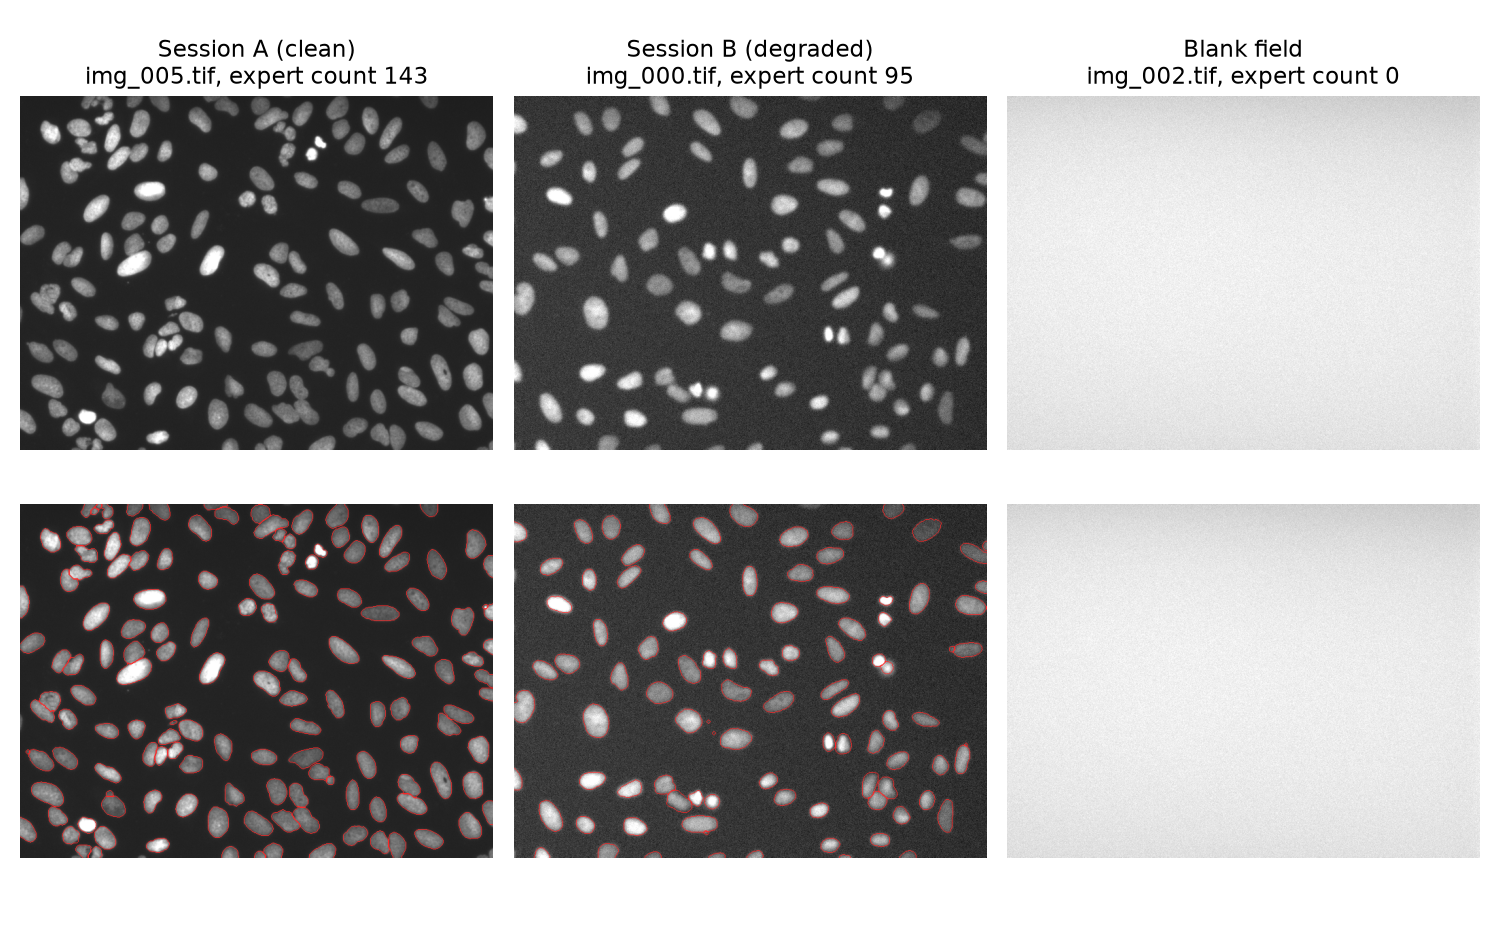 Session A (clean)
img_005.tif, expert count 143
Session B (degraded)
img_000.tif, expert count 95
Blank field
img_002.tif, expert count 0